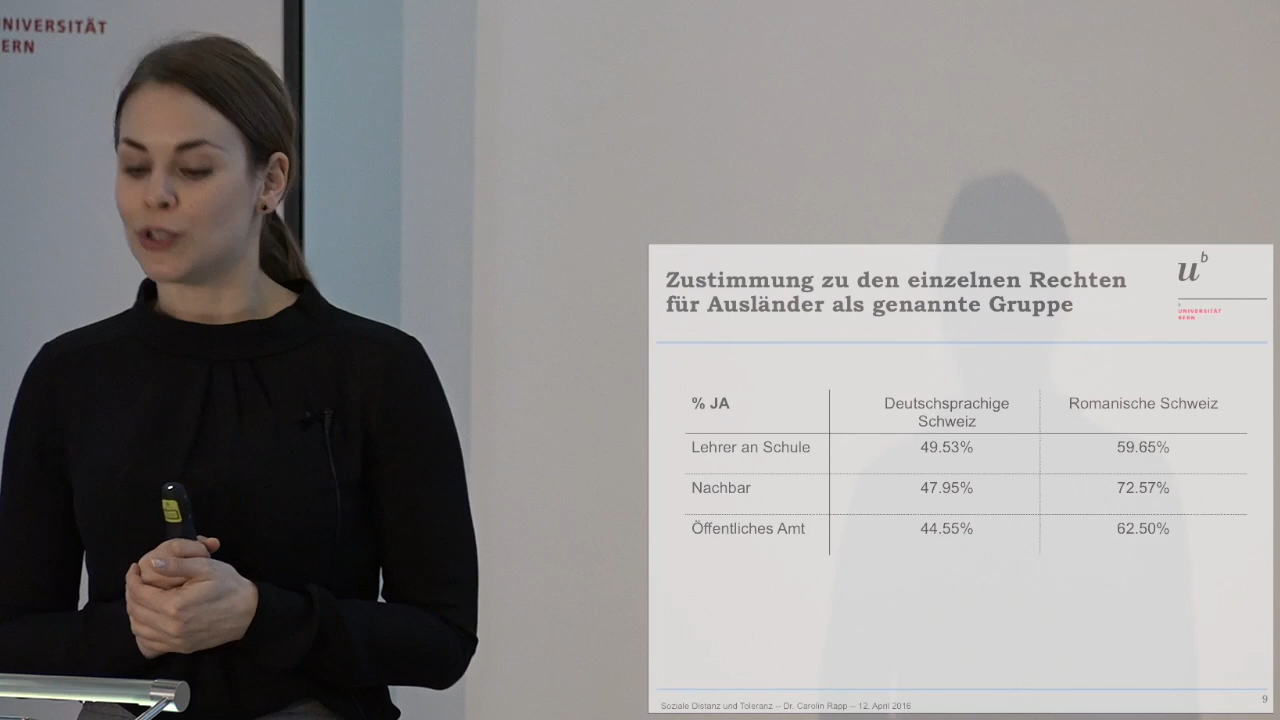 NIVERSITÄT
ERN
Zustimmung zu den einzelnen Rechten
für Ausländer als genannte Gruppe
u b
b
UNIVERSITÄT
BERN
% JA Deutschsprachige Schweiz Romanische Schweiz
Lehrer an Schule 49.53% 59.65%
Nachbar 47.95% 72.57%
Öffentliches Amt 44.55% 62.50%
Soziale Distanz und Toleranz – Dr. Carolin Rapp – 12. April 2016 9